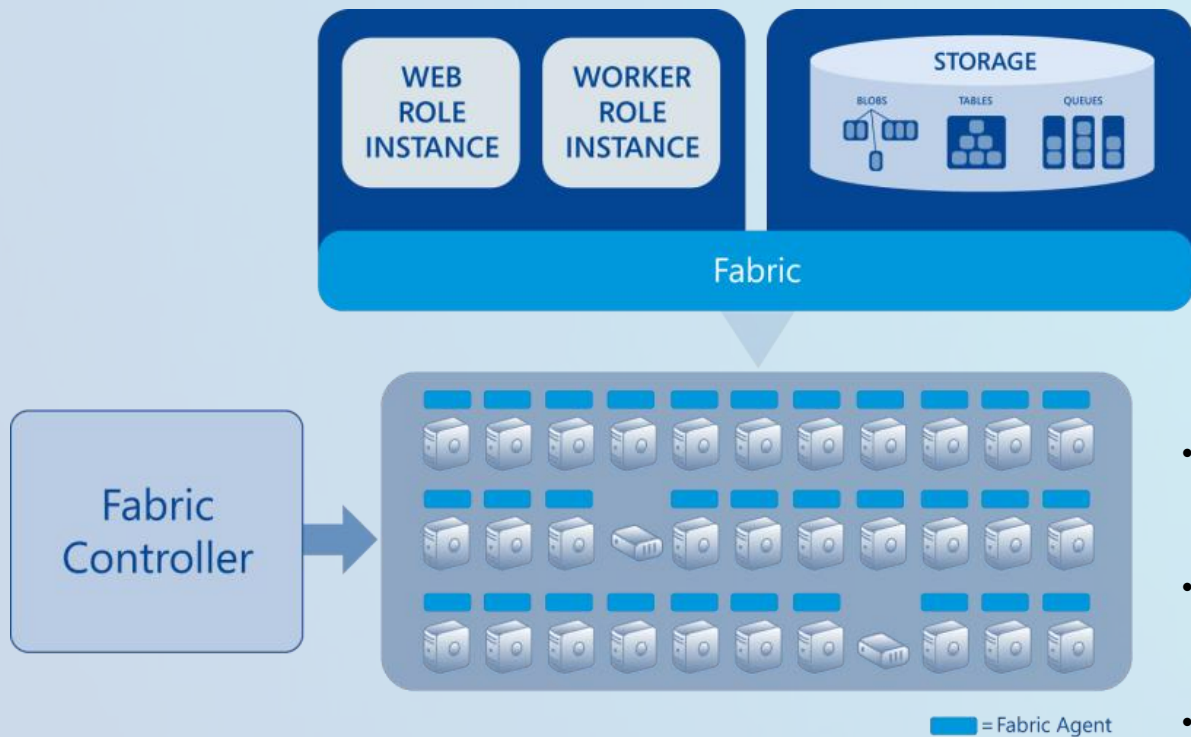 WEB
ROLE
INSTANCE
WORKER
ROLE
INSTANCE
STORAGE
BLOBS
TABLES
QUEUES
Fabric
Fabric
Controller
•
•
•
= Fabric Agent